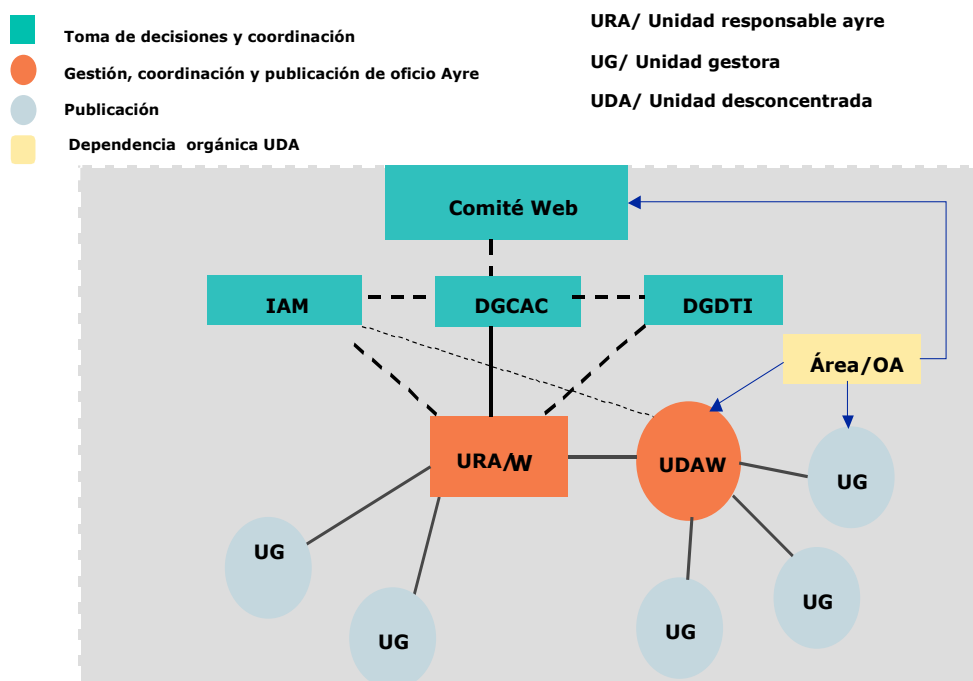 Toma de decisiones y coordinación
Gestión, coordinación y publicación de oficio Ayre
Publicación
Dependencia orgánica UDA
URA/ Unidad responsable ayre
UG/ Unidad gestora
UDA/ Unidad desconcentrada
Comité Web
IAM
DGCAC
DGDTI
Área/OA
URA/W
UDAW
UG
UG
UG
UG
UG